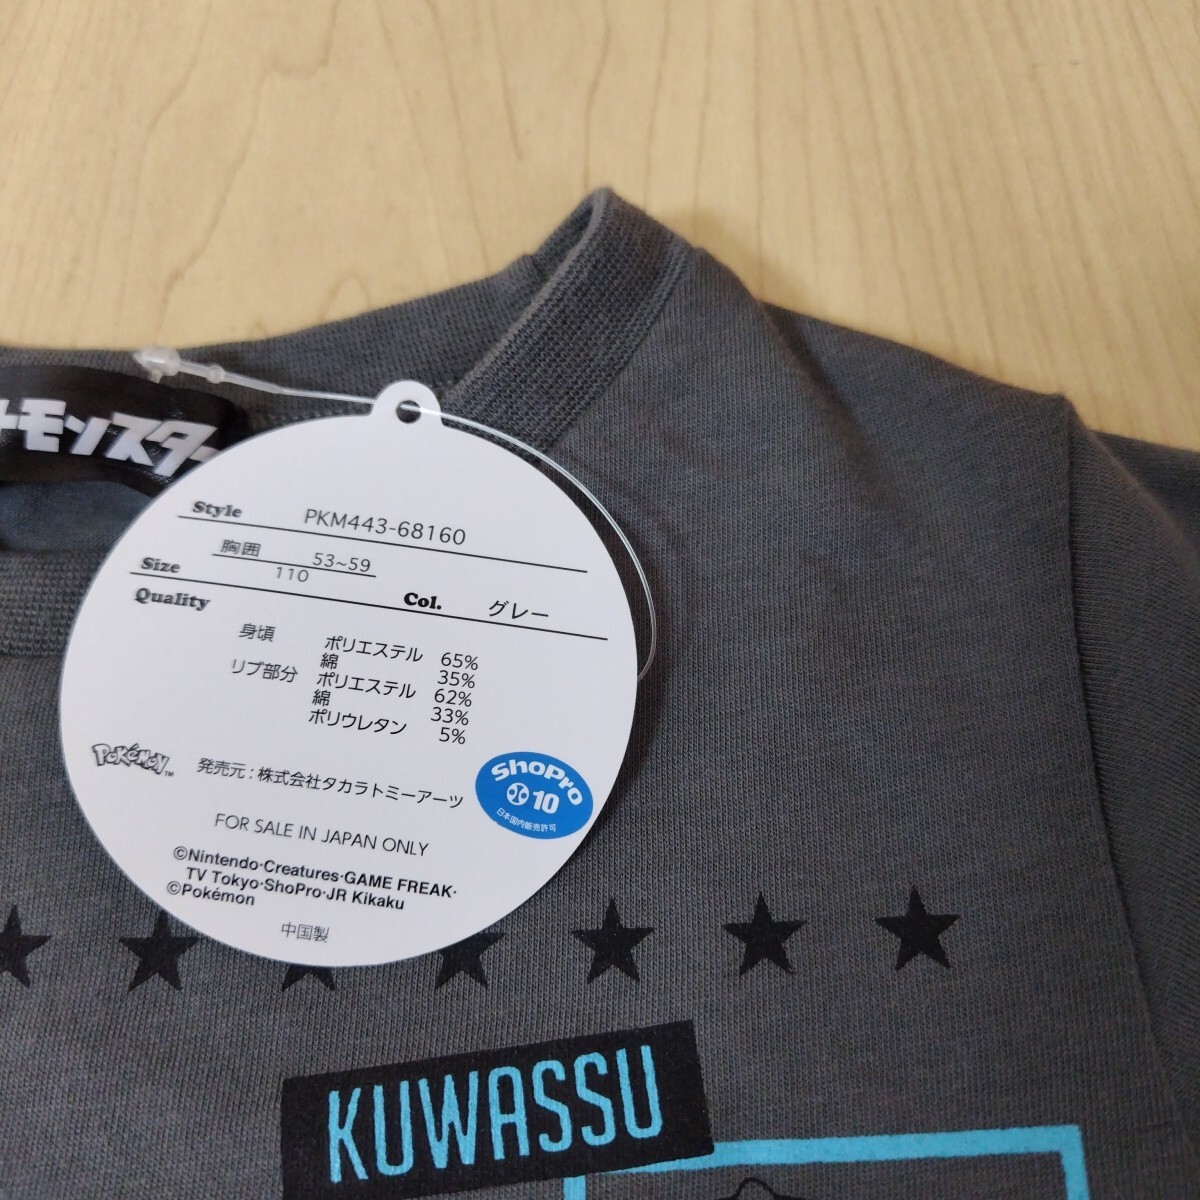 モンスター
Style PKM443-68160
胸囲 53~59
Size 110
Col. グレー
Quality
身頃 ポリエステル 65%
綿 35%
リブ部分 ポリエステル 62%
綿 33%
ポリウレタン 5%
POKéMON™
発売元：株式会社タカラトミーアーツ
ShoPro
10
日本国内販売許可
FOR SALE IN JAPAN ONLY
©Nintendo·Creatures·GAME FREAK·
TV Tokyo·ShoPro·JR Kikaku
©Pokémon
中国製
KUWASSU